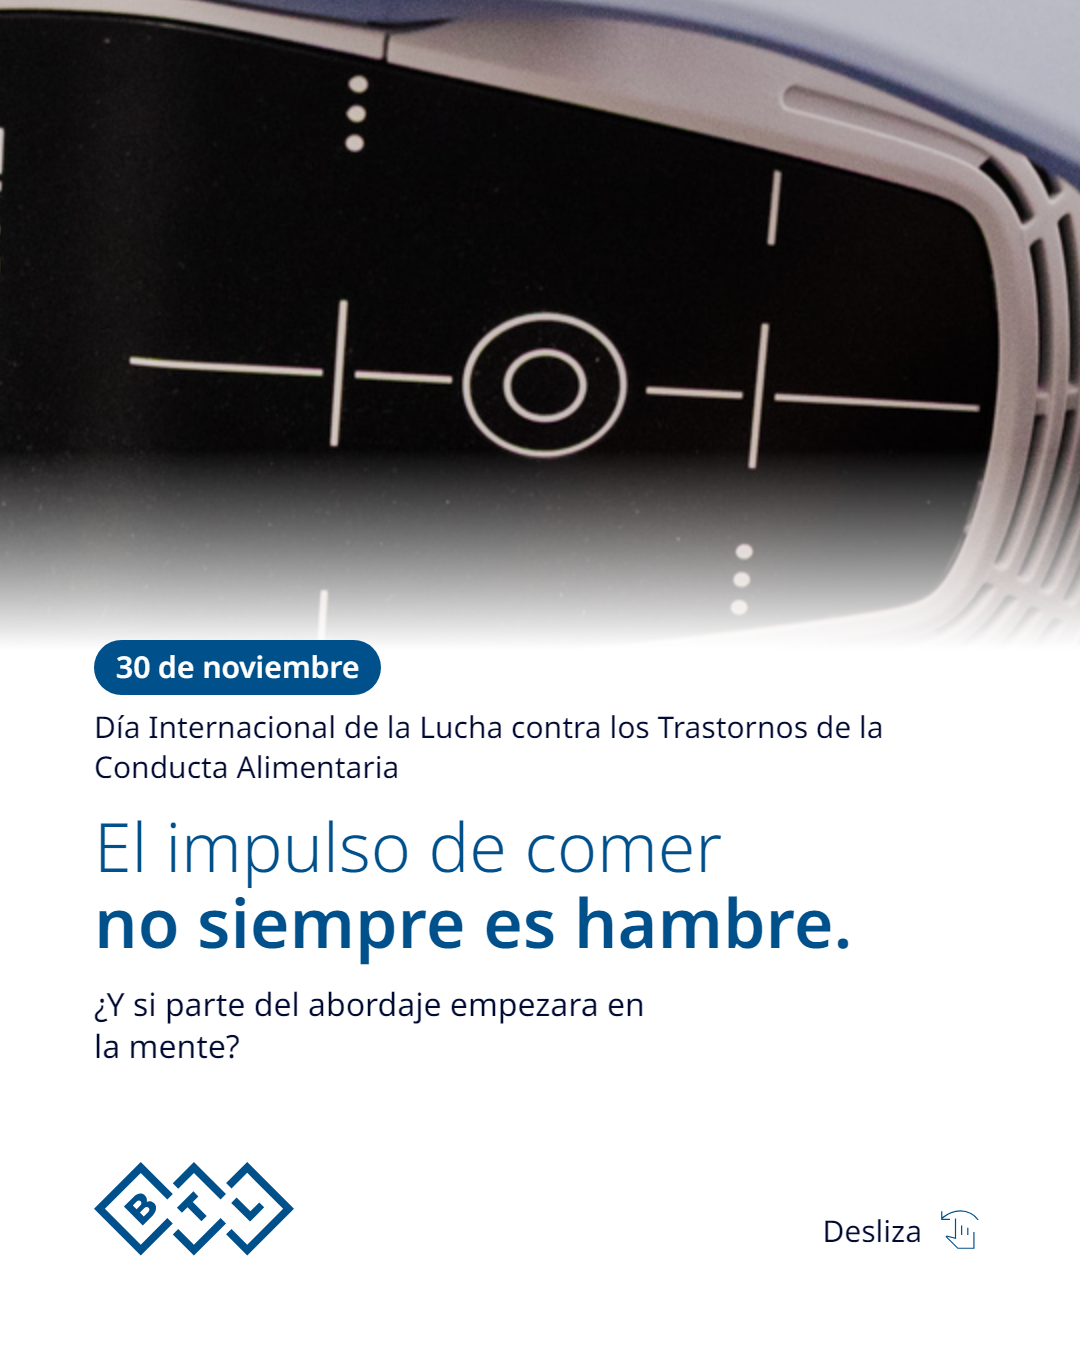 30 de noviembre
Día Internacional de la Lucha contra los Trastornos de la
Conducta Alimentaria
El impulso de comer
no siempre es hambre.
¿Y si parte del abordaje empezara en
la mente?
BTL
Desliza